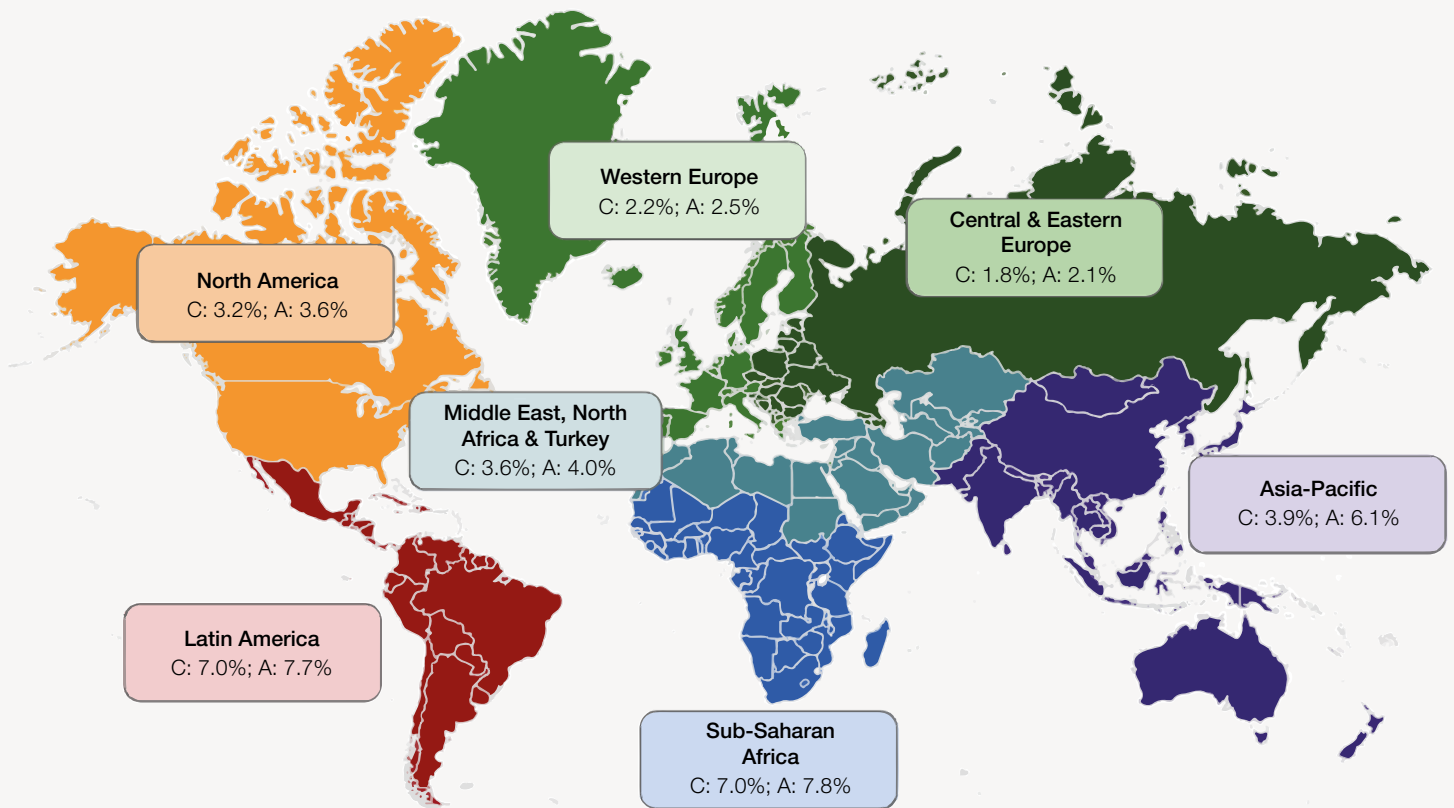 Western Europe
C: 2.2%; A: 2.5%
Central & Eastern
Europe
C: 1.8%; A: 2.1%
North America
C: 3.2%; A: 3.6%
Middle East, North
Africa & Turkey
C: 3.6%; A: 4.0%
Asia-Pacific
C: 3.9%; A: 6.1%
Latin America
C: 7.0%; A: 7.7%
Sub-Saharan
Africa
C: 7.0%; A: 7.8%